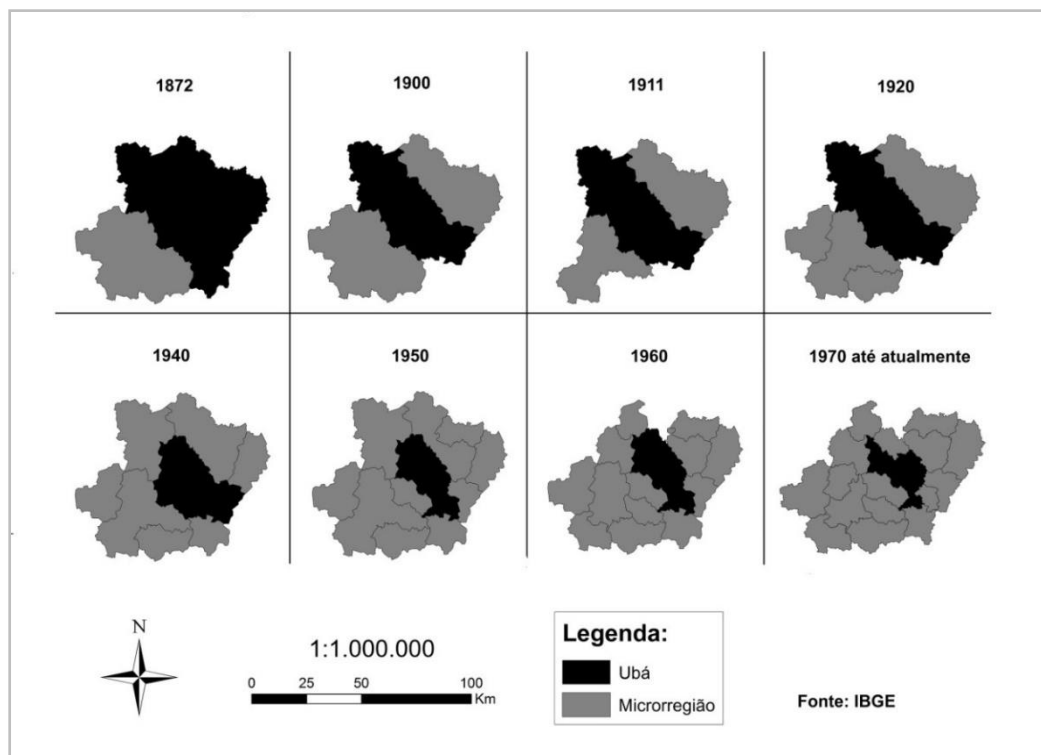 1872
1900
1911
1920
1940
1950
1960
1970 até atualmente
N
1:1.000.000
0 25 50 100
Km
Legenda:
Ubá
Microrregião
Fonte: IBGE